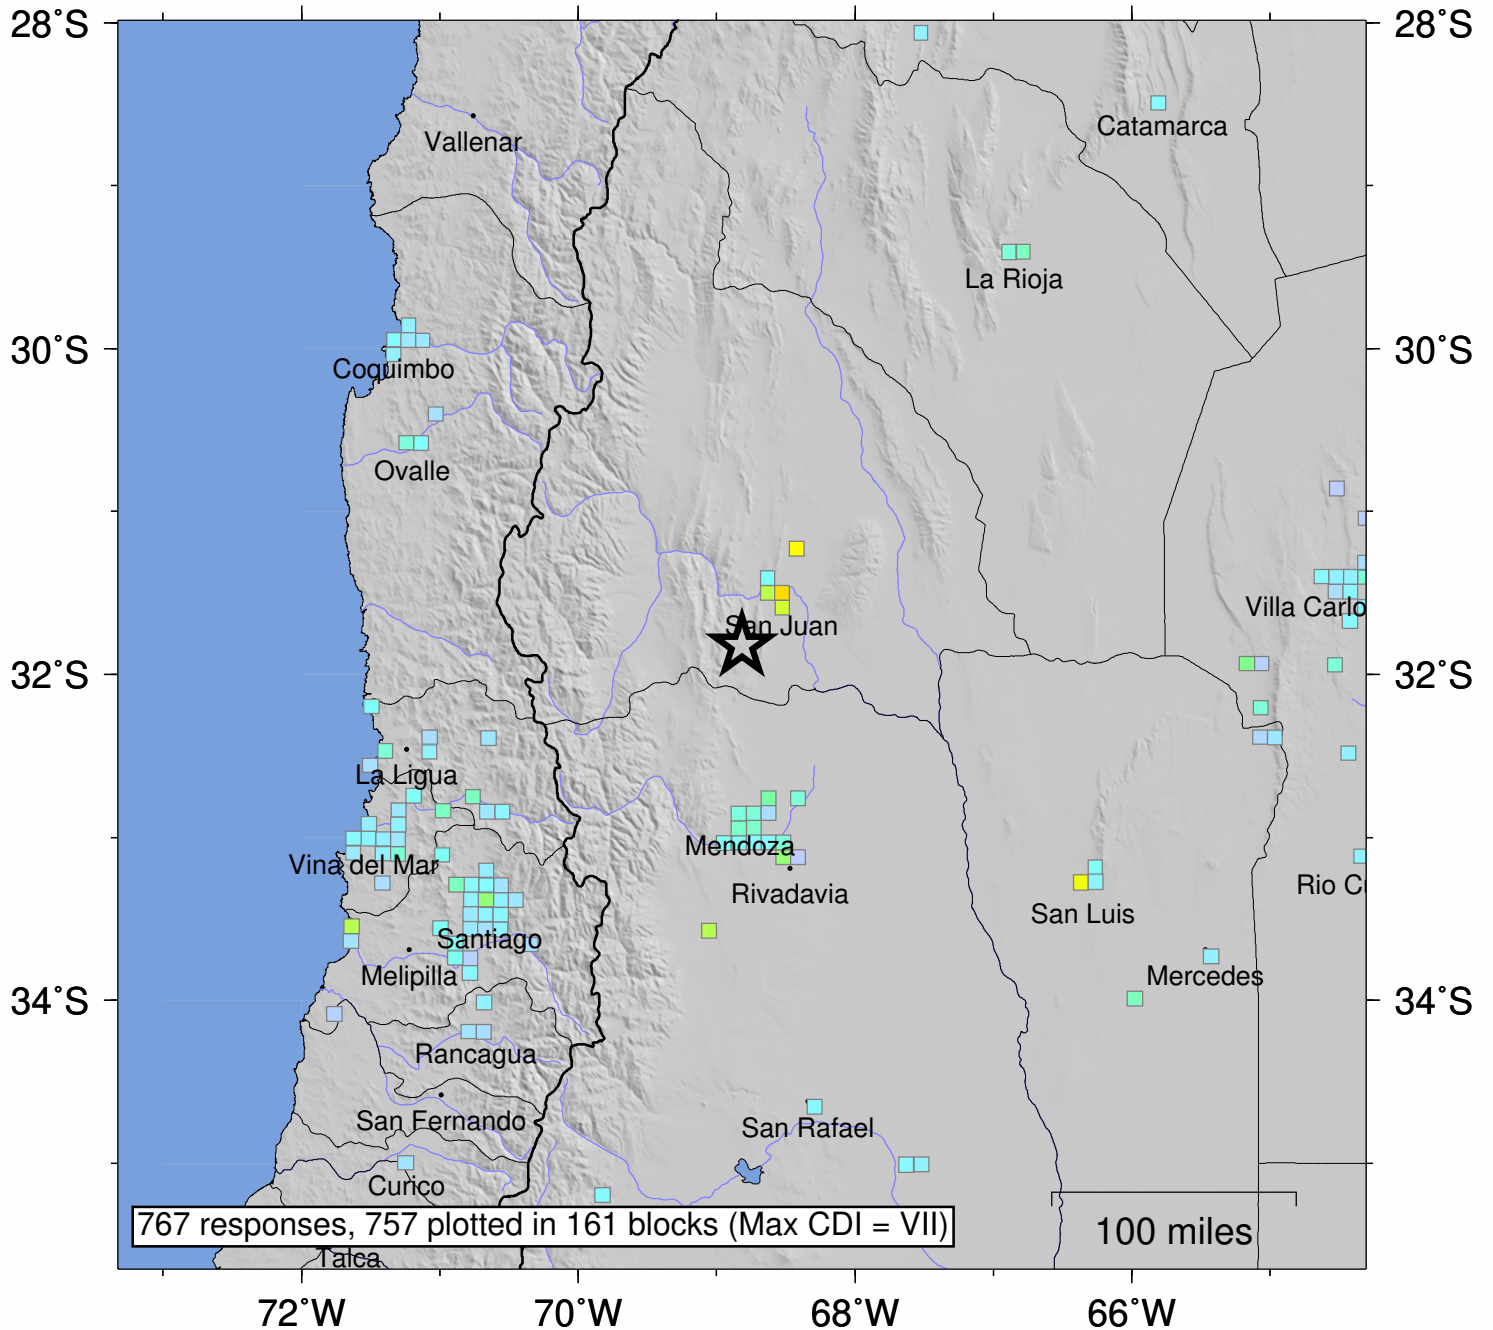 28˚S
28˚S
Catamarca
Vallenar
La Rioja
30˚S
30˚S
Coquimbo
Ovalle
Villa Carlo
San Juan
32˚S
32˚S
La Ligua
Mendoza
Vina del Mar
Rio C
Rivadavia
San Luis
Santiago
Melipilla
Mercedes
34˚S
34˚S
Rancagua
San Fernando
San Rafael
Curico
767 responses, 757 plotted in 161 blocks (Max CDI = VII)
100 miles
Talca
72˚W
70˚W
68˚W
66˚W